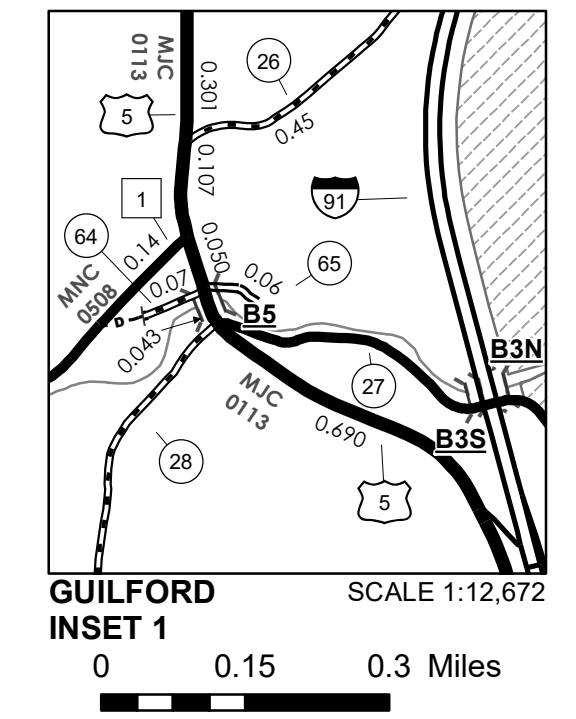 MJC
0113
0.301
26
5
0.45
91
0.107
1
64
0.14
0.050
65
0.07
0.06
MNC
0508
D
B5
0.043
B3N
27
MJC
0113
B3S
0.690
28
5
GUILFORD
INSET 1
SCALE 1:12,672
0 0.15 0.3 Miles